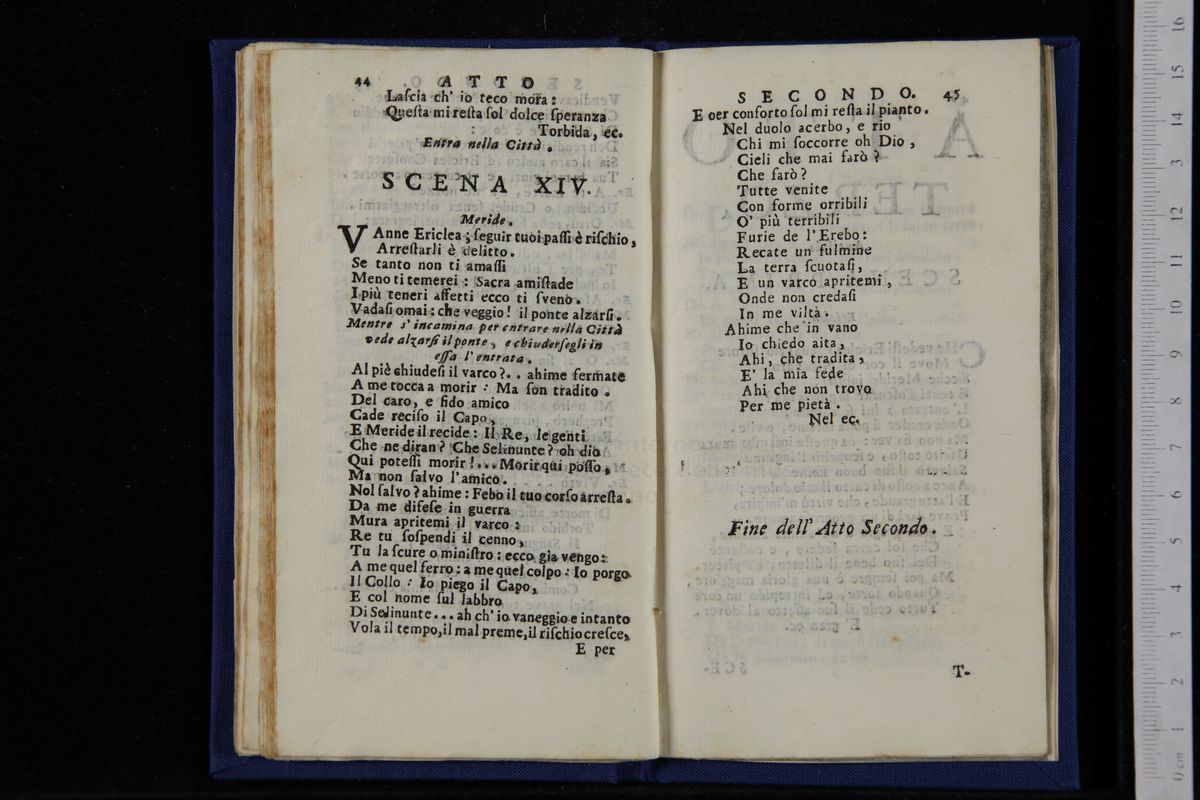 44 ATTO
Laſcia ch' io teco mora:
Queſta mi reſta ſol dolce ſperanza
Torbida, ec.
Entra nella Città.
SCENA XIV.
Meride.
VAnne Ericlea; ſeguir tuoi paſſi è riſchio,
Arreſtarli è delitto.
Se tanto non ti amaſſi
Meno ti temerei: Sacra amiſtade
I più teneri affetti ecco ti ſveno.
Vadaſi omai: che veggio! il ponte alzarſi.
Mentre s' incamina per entrare nella Città
vede alzarſi il ponte, e chiuderſegli in
eſſa l' entrata.
Al piè chiudeſi il varco?.. ahime fermate
A me tocca a morir: Ma ſon tradito.
Del caro, e fido amico
Cade reciſo il Capo,
E Meride il recide: Il Re, le genti
Che ne diran? Che Selinunte? oh dio
Qui poteſſi morir!... Morir qui poſſo,
Ma non ſalvo l'amico.
Nol ſalvo? ahime: Febo il tuo corſo arreſta.
Da me difeſe in guerra
Mura apritemi il varco:
Re tu ſoſpendi il cenno,
Tu la ſcure o miniſtro: ecco gia vengo:
A me quel ferro: a me quel colpo: Io porgo
Il Collo: Io piego il Capo,
E col nome ſul labbro
Di Selinunte... ah ch' io vaneggio e intanto
Vola il tempo, il mal preme, il riſchio creſce,
E per
SECONDO. 45
E oer conforto ſol mi reſta il pianto.
Nel duolo acerbo, e rio
Chi mi ſoccorre oh Dio,
Cieli che mai farò?
Che farò?
Tutte venite
Con forme orribili
O' più terribili
Furie de l'Erebo:
Recate un fulmine
La terra ſcuotaſi,
E un varco apritemi,
Onde non credaſi
In me viltà.
Ahime che in vano
Io chiedo aita,
Ahi, che tradita,
E' la mia fede
Ahi che non trovo
Per me pietà.
Nel ec.
Fine dell' Atto Secondo.
T-